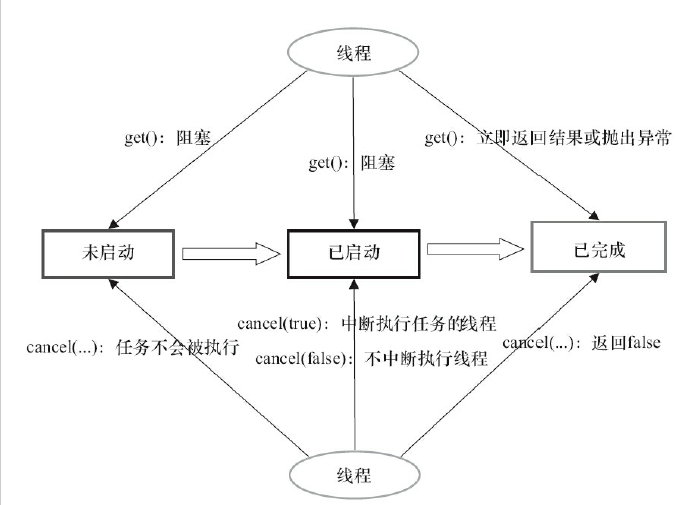 线程
get()：阻塞
get()：阻塞
get()：立即返回结果或抛出异常
未启动
已启动
已完成
cancel(...)：任务不会被执行
cancel(true)：中断执行任务的线程
cancel(false)：不中断执行线程
cancel(...)：返回false
线程